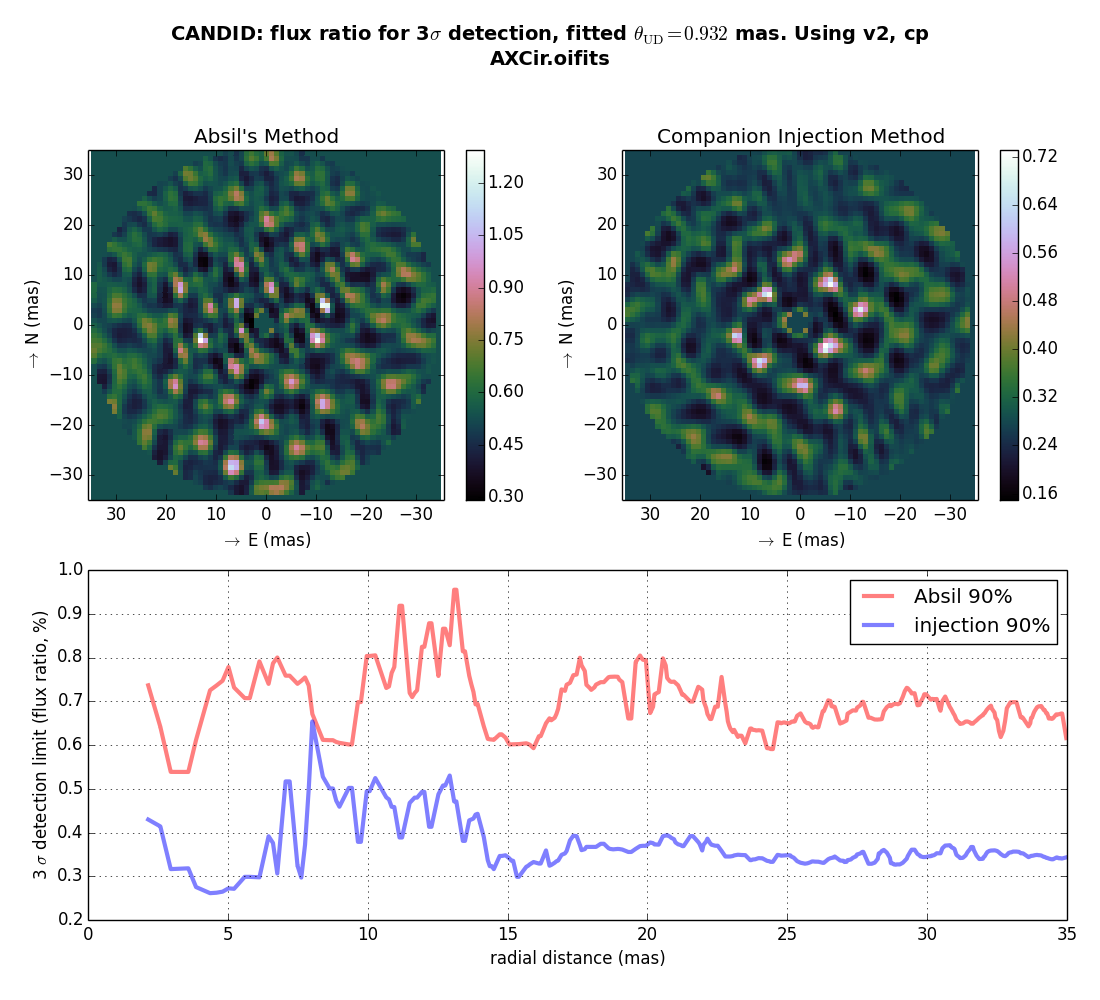 CANDID: flux ratio for 3σ detection, fitted θUD = 0.932 mas. Using v2, cp
AXCir.oifits
Absil's Method
30
20
10
0
−10
−20
−30
→ N (mas)
30 20 10 0 −10 −20 −30
→ E (mas)
1.20
1.05
0.90
0.75
0.60
0.45
0.30
Companion Injection Method
30
20
10
0
−10
−20
−30
→ N (mas)
30 20 10 0 −10 −20 −30
→ E (mas)
0.72
0.64
0.56
0.48
0.40
0.32
0.24
0.16
1.0
0.9
0.8
0.7
0.6
0.5
0.4
0.3
0.2
3 σ detection limit (flux ratio, %)
Absil 90%
injection 90%
0 5 10 15 20 25 30 35
radial distance (mas)